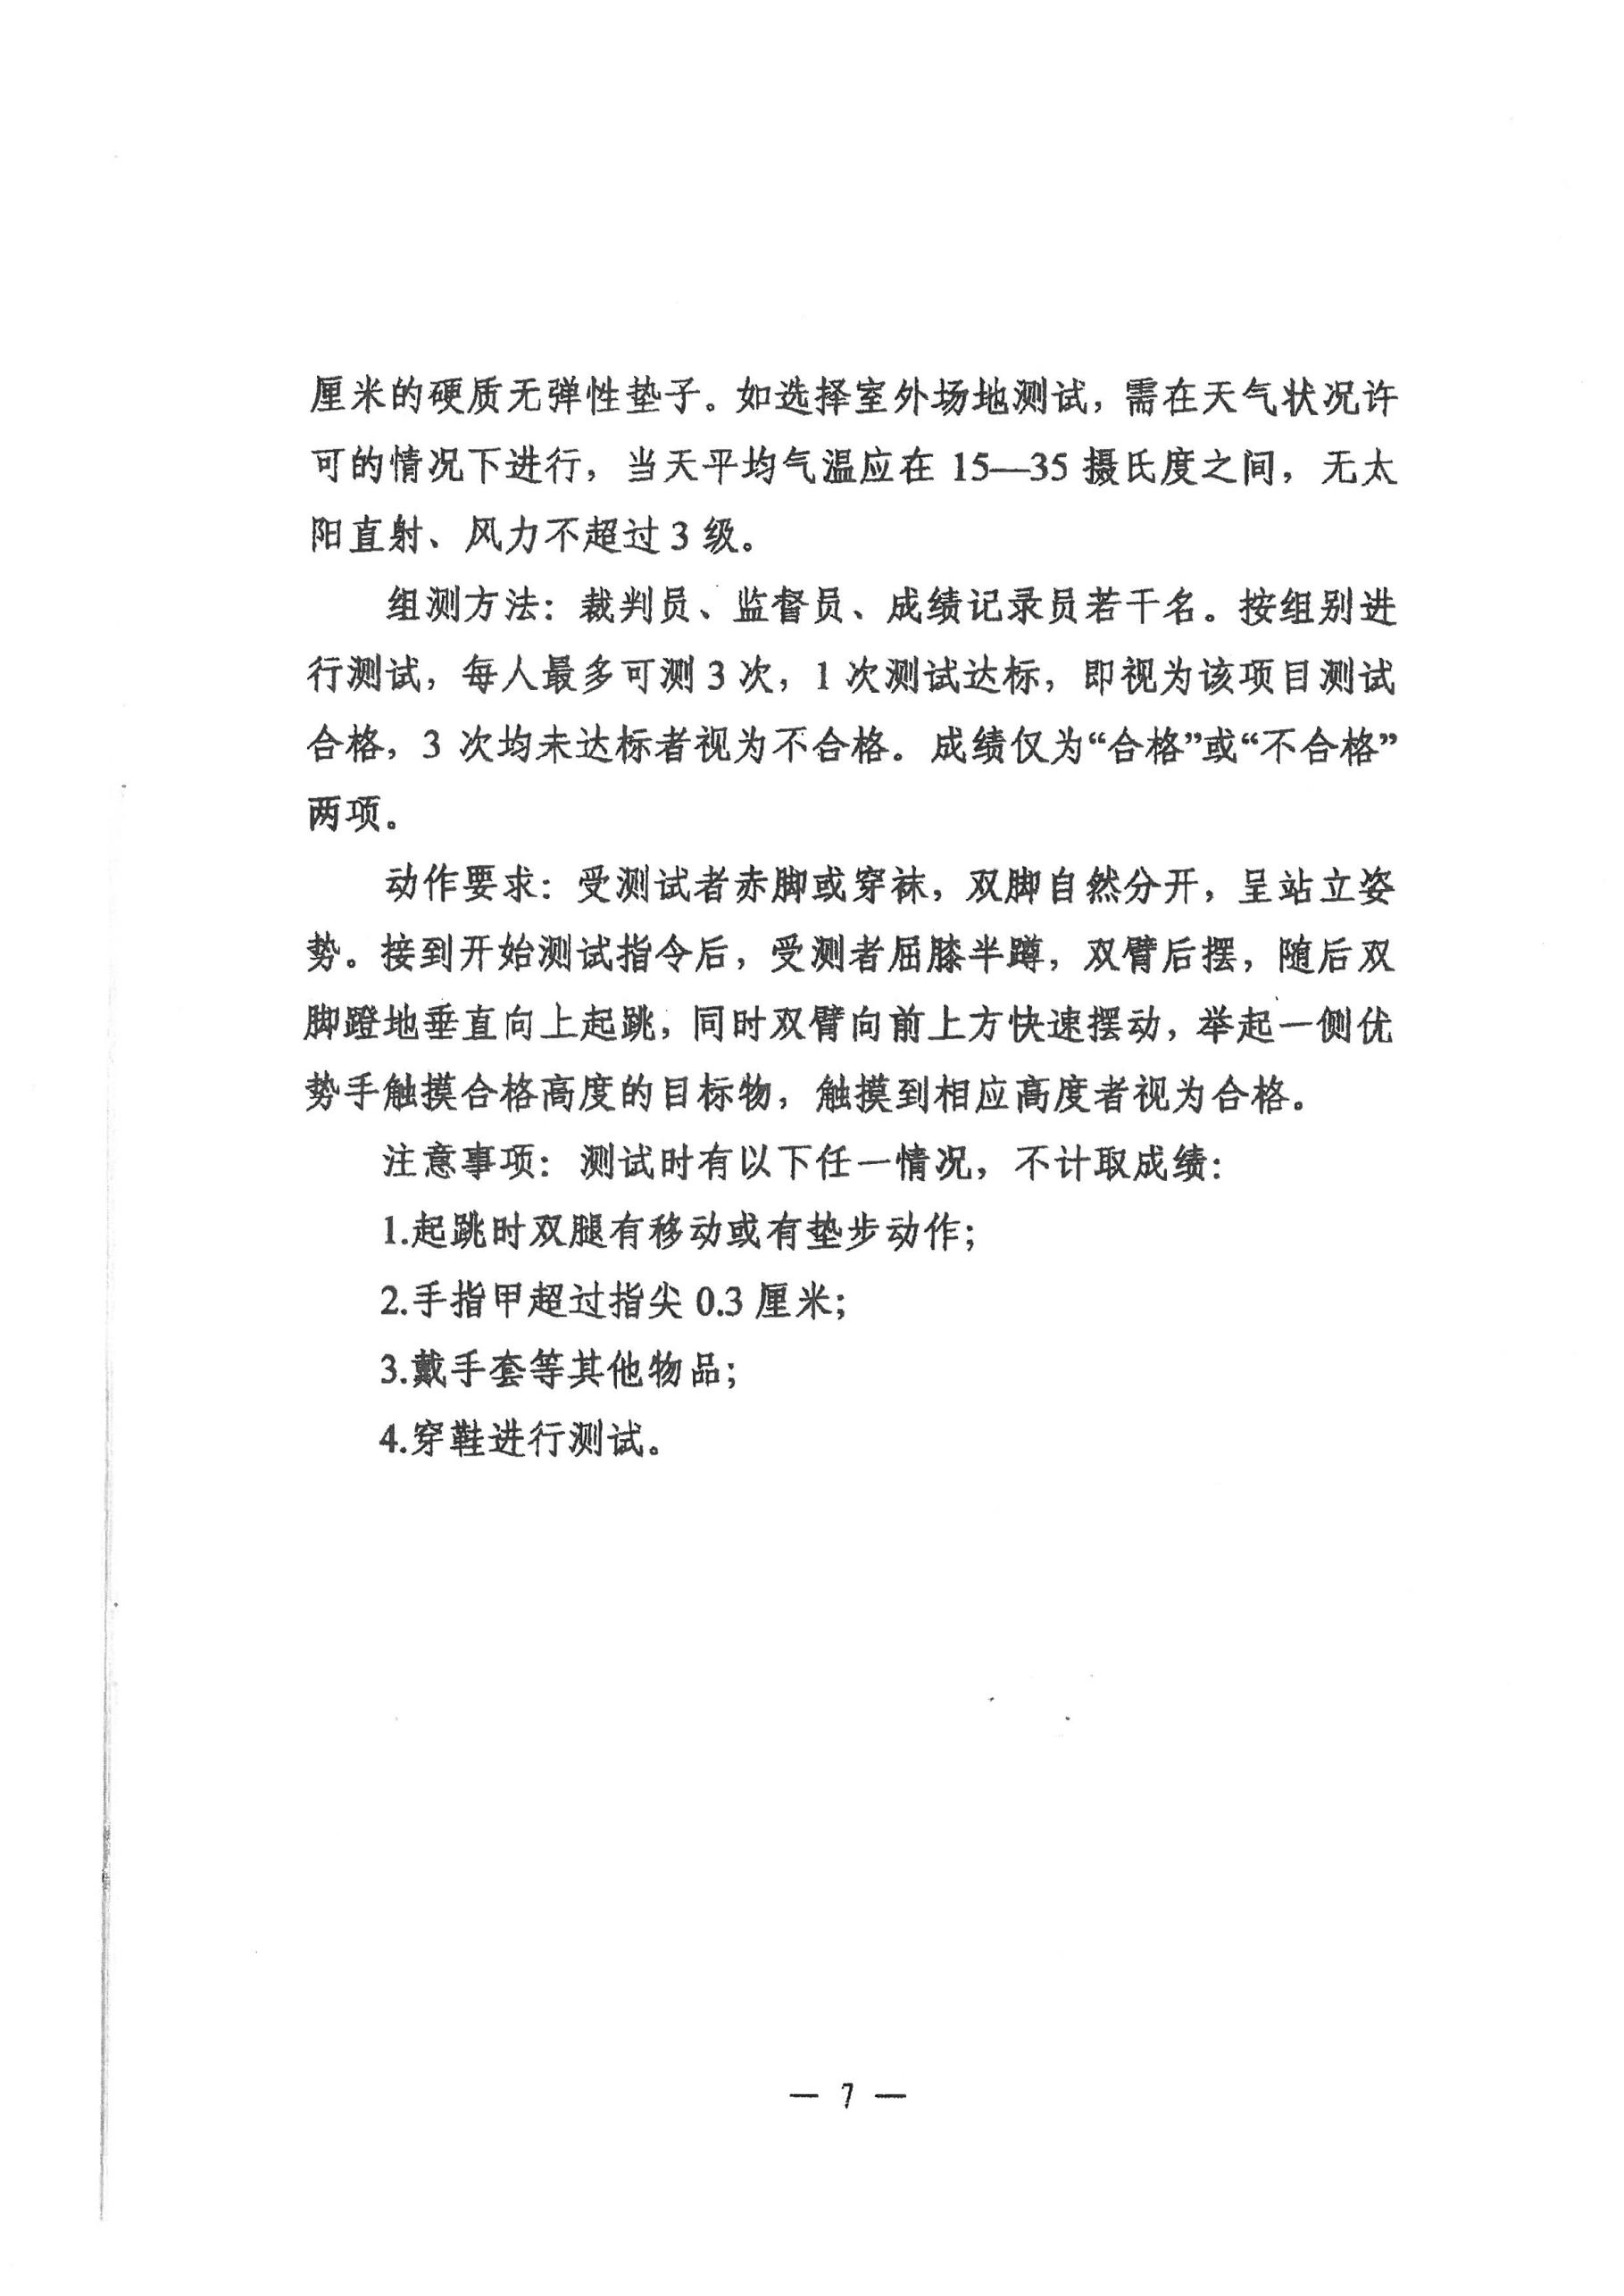 厘米的硬质无弹性垫子。如选择室外场地测试，需在天气状况许
可的情况下进行，当天平均气温应在 15—35 摄氏度之间，无太
阳直射、风力不超过 3 级。
组测方法：裁判员、监督员、成绩记录员若干名。按组别进
行测试，每人最多可测 3 次，1 次测试达标，即视为该项目测试
合格，3 次均未达标者视为不合格。成绩仅为“合格”或“不合格”
两项。
动作要求：受测试者赤脚或穿袜，双脚自然分开，呈站立姿
势。接到开始测试指令后，受测者屈膝半蹲，双臂后摆，随后双
脚蹬地垂直向上起跳，同时双臂向前上方快速摆动，举起一侧优
势手触摸合格高度的目标物，触摸到相应高度者视为合格。
注意事项：测试时有以下任一情况，不计取成绩：
1.起跳时双腿有移动或有垫步动作；
2.手指甲超过指尖 0.3 厘米；
3.戴手套等其他物品；
4.穿鞋进行测试。
— 7 —